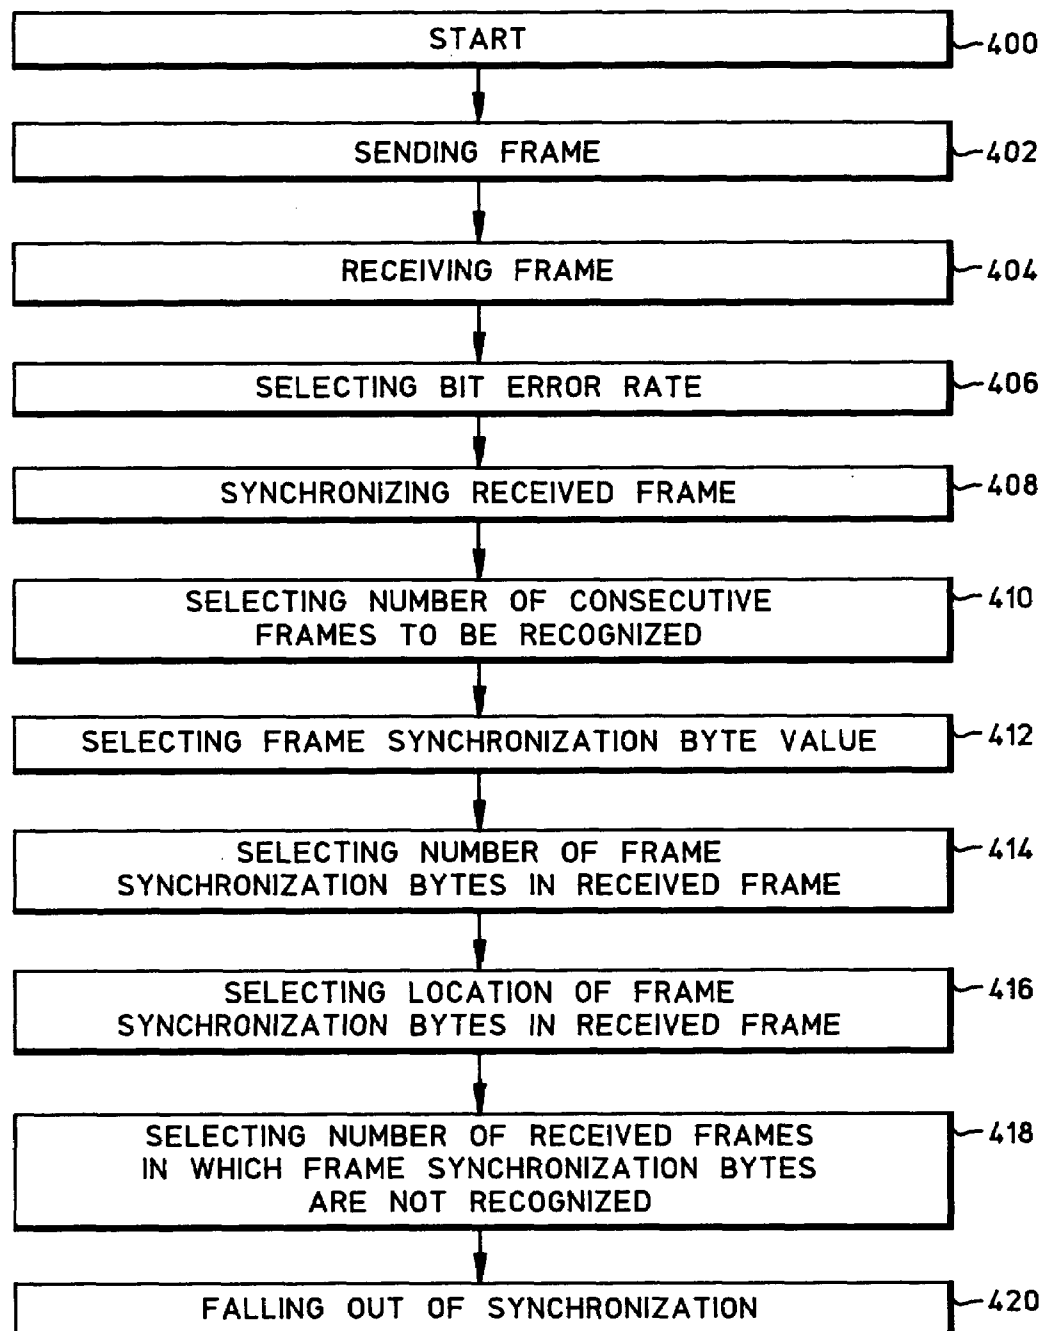 START
400
SENDING FRAME
402
RECEIVING FRAME
404
SELECTING BIT ERROR RATE
406
SYNCHRONIZING RECEIVED FRAME
408
SELECTING NUMBER OF CONSECUTIVE
FRAMES TO BE RECOGNIZED
410
SELECTING FRAME SYNCHRONIZATION BYTE VALUE
412
SELECTING NUMBER OF FRAME
SYNCHRONIZATION BYTES IN RECEIVED FRAME
414
SELECTING LOCATION OF FRAME
SYNCHRONIZATION BYTES IN RECEIVED FRAME
416
SELECTING NUMBER OF RECEIVED FRAMES
IN WHICH FRAME SYNCHRONIZATION BYTES
ARE NOT RECOGNIZED
418
FALLING OUT OF SYNCHRONIZATION
420